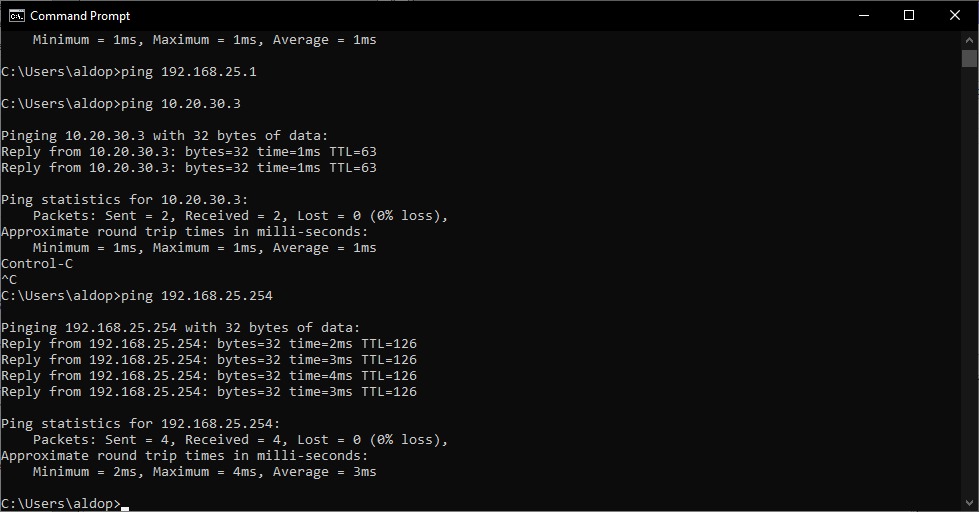 Command Prompt
    Minimum = 1ms, Maximum = 1ms, Average = 1ms
C:\Users\aldop>ping 192.168.25.1
C:\Users\aldop>ping 10.20.30.3
Pinging 10.20.30.3 with 32 bytes of data:
Reply from 10.20.30.3: bytes=32 time=1ms TTL=63
Reply from 10.20.30.3: bytes=32 time=1ms TTL=63
Ping statistics for 10.20.30.3:
    Packets: Sent = 2, Received = 2, Lost = 0 (0% loss),
Approximate round trip times in milli-seconds:
    Minimum = 1ms, Maximum = 1ms, Average = 1ms
Control-C
^C
C:\Users\aldop>ping 192.168.25.254
Pinging 192.168.25.254 with 32 bytes of data:
Reply from 192.168.25.254: bytes=32 time=2ms TTL=126
Reply from 192.168.25.254: bytes=32 time=3ms TTL=126
Reply from 192.168.25.254: bytes=32 time=4ms TTL=126
Reply from 192.168.25.254: bytes=32 time=3ms TTL=126
Ping statistics for 192.168.25.254:
    Packets: Sent = 4, Received = 4, Lost = 0 (0% loss),
Approximate round trip times in milli-seconds:
    Minimum = 2ms, Maximum = 4ms, Average = 3ms
C:\Users\aldop>